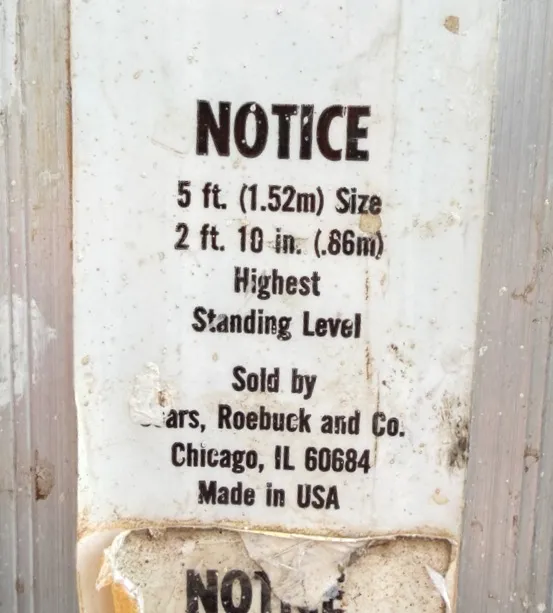 NOTICE
5 ft. (1.52m) Size
2 ft. 10 in. (.86m)
Highest
Standing Level
Sold by
Roebuck and Co.
Chicago, IL 60684
Made in USA